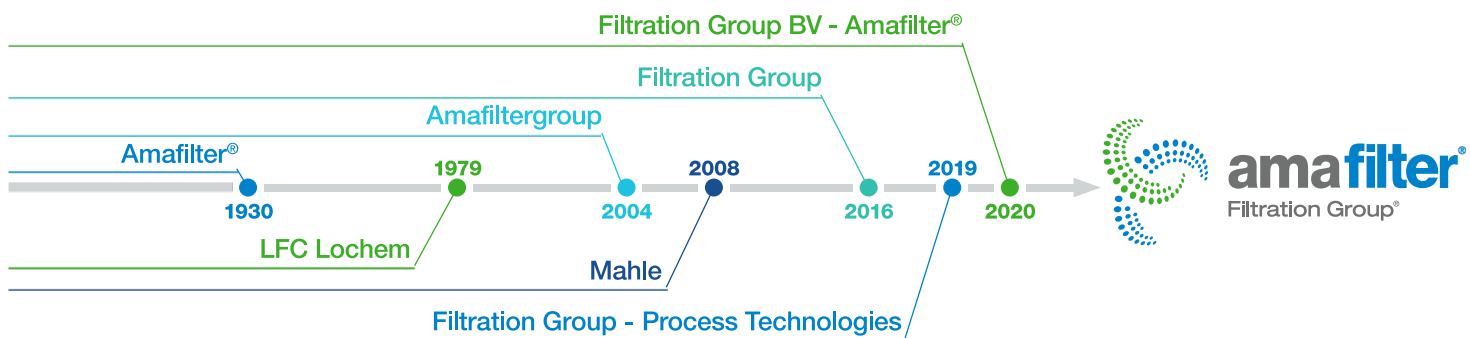 Filtration Group BV - Amafilter®
Filtration Group
Amafiltergroup
Amafilter®
1979
2008
2019
1930
2004
2016
2020
LFC Lochem
Mahle
Filtration Group - Process Technologies
amafilter®
Filtration Group®